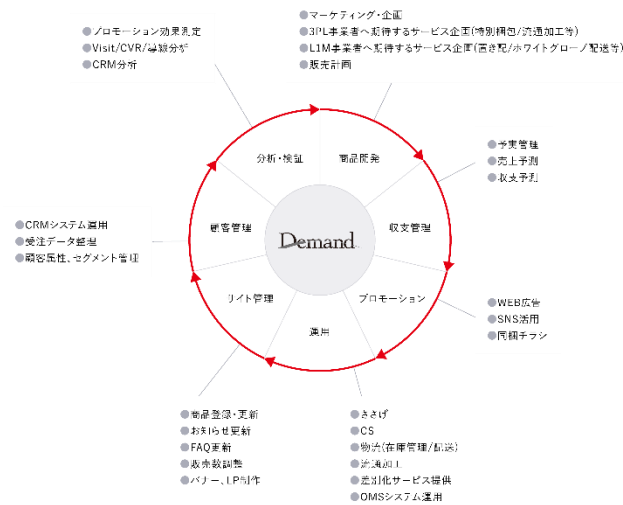 ●プロモーション効果測定
●Visit/CVR/導線分析
●CRM分析
●マーケティング・企画
●3PL事業者へ期待するサービス企画(特別梱包/流通加工等)
●L1M事業者へ期待するサービス企画(置き配/ホワイトグローブ配送等)
●販売計画
分析・検証
商品開発
●予実管理
●売上予測
●収支予測
顧客管理
収支管理
Demand
●CRMシステム運用
●受注データ整理
●顧客属性、セグメント管理
サイト管理
プロモーション
運用
●WEB広告
●SNS活用
●同梱チラシ
●商品登録・更新
●お知らせ更新
●FAQ更新
●販売数調整
●バナー、LP制作
●ささげ
●CS
●物流(在庫管理/配送)
●流通加工
●差別化サービス提供
●OMSシステム運用